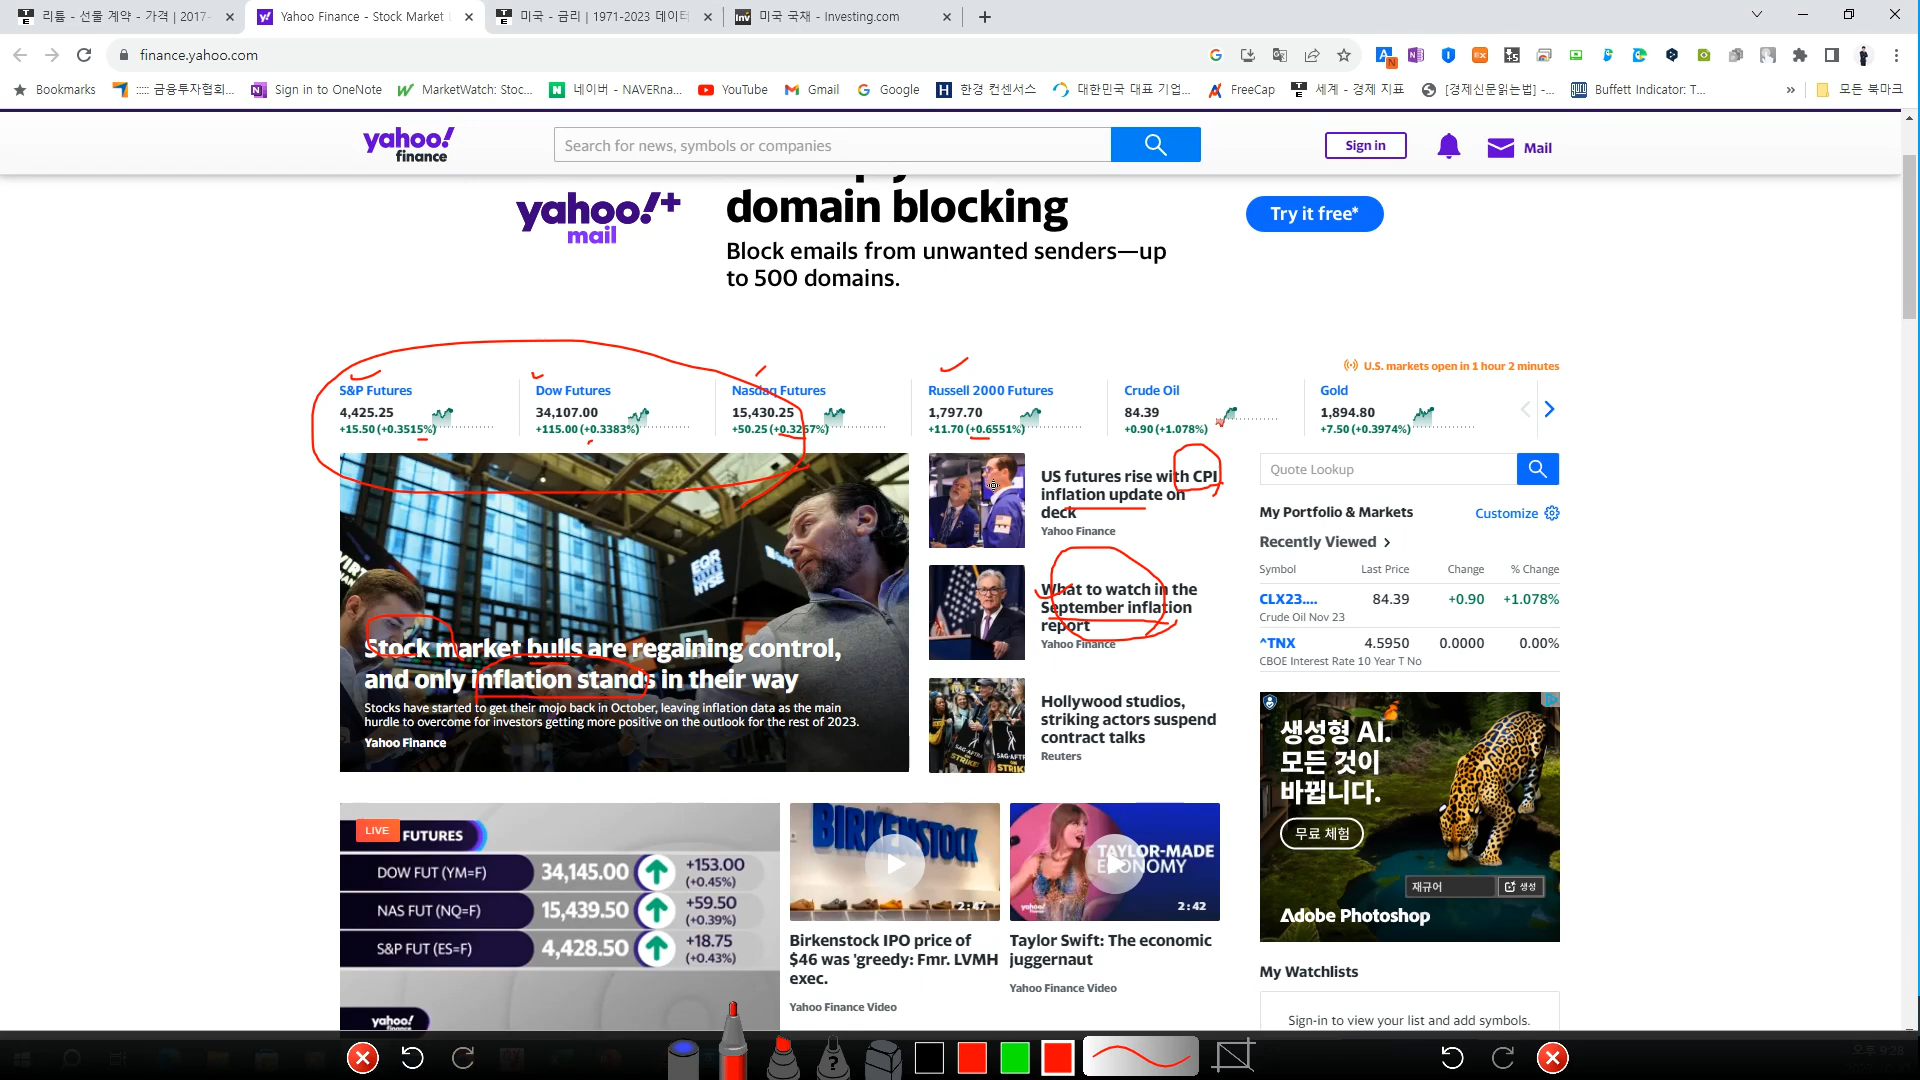 리튬 - 선물 계약 - 가격 | 2017-
Yahoo Finance - Stock Market
미국 - 금리 | 1971-2023 데이터
미국 국채 - Investing.com
finance.yahoo.com
Bookmarks
::::: 금융투자협회...
Sign in to OneNote
MarketWatch: Stoc...
네이버 - NAVERna...
YouTube
Gmail
Google
한경 컨센서스
대한민국 대표 기업...
FreeCap
세계 - 경제 지표
[경제신문읽는법] -...
Buffett Indicator: T...
»
모든 북마크
yahoo!
finance
Search for news, symbols or companies
Sign in
Mail
yahoo!+
mail
domain blocking
Block emails from unwanted senders—up
to 500 domains.
Try it free*
U.S. markets open in 1 hour 2 minutes
S&P Futures
4,425.25
+15.50 (+0.3515%)
Dow Futures
34,107.00
+115.00 (+0.3383%)
Nasdaq Futures
15,430.25
+50.25 (+0.3267%)
Russell 2000 Futures
1,797.70
+11.70 (+0.6551%)
Crude Oil
84.39
+0.90 (+1.078%)
Gold
1,894.80
+7.50 (+0.3974%)
EQR
NYSE
Stock market bulls are regaining control,
and only inflation stands in their way
Stocks have started to get their mojo back in October, leaving inflation data as the main
hurdle to overcome for investors getting more positive on the outlook for the rest of 2023.
Yahoo Finance
US futures rise with CPI
inflation update on
deck
Yahoo Finance
What to watch in the
September inflation
report
Yahoo Finance
Hollywood studios,
striking actors suspend
contract talks
Reuters
Quote Lookup
My Portfolio & Markets
Customize
Recently Viewed
Symbol Last Price Change % Change
CLX23.... 84.39 +0.90 +1.078%
Crude Oil Nov 23
^TNX 4.5950 0.0000 0.00%
CBOE Interest Rate 10 Year T No
생성형 AI.
모든 것이
바뀝니다.
무료 체험
재규어
생성
Adobe Photoshop
LIVE
FUTURES
DOW FUT (YM=F) 34,145.00 +153.00
(+0.45%)
NAS FUT (NQ=F) 15,439.50 +59.50
(+0.39%)
S&P FUT (ES=F) 4,428.50 +18.75
(+0.43%)
yahoo!
finance
BIRKENSTOCK
2:47
Birkenstock IPO price of
$46 was 'greedy: Fmr. LVMH
exec.
Yahoo Finance Video
TAYLOR-MADE
ECONOMY
2:42
Taylor Swift: The economic
juggernaut
Yahoo Finance Video
My Watchlists
Sign-in to view your list and add symbols.
오후 9:28